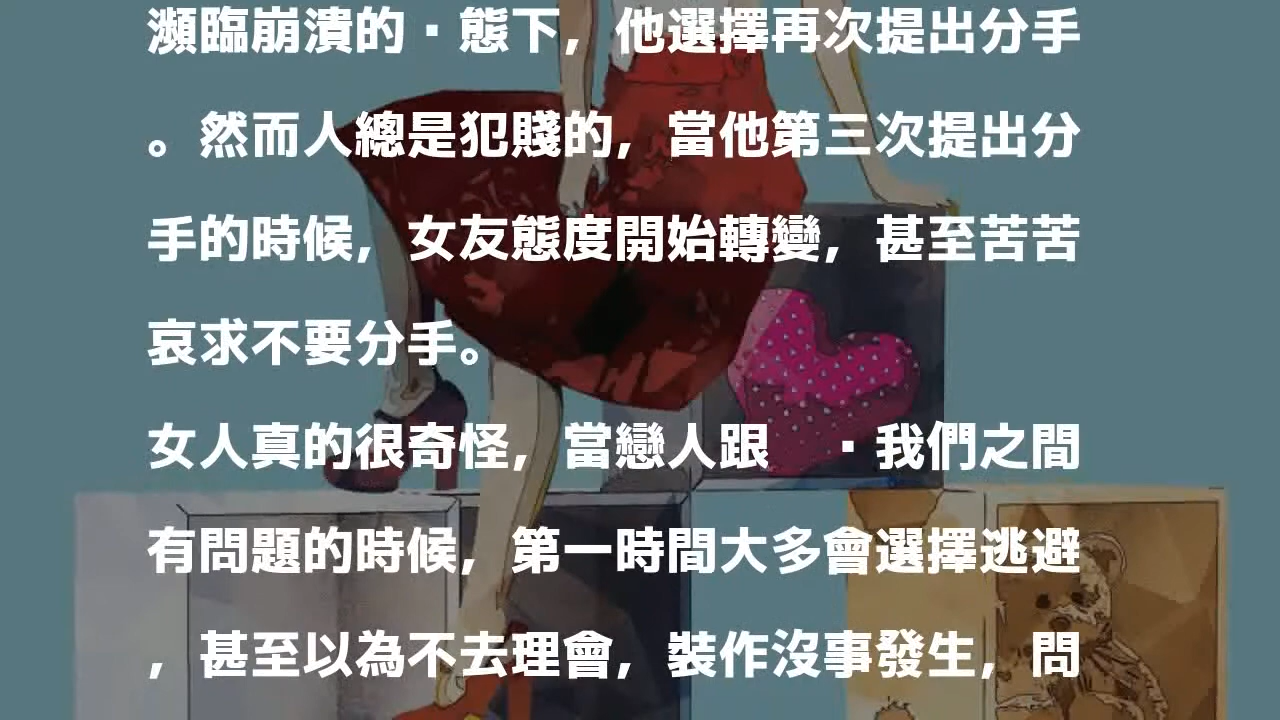 瀕臨崩潰的▪態下，他選擇再次提出分手
。然而人總是犯賤的，當他第三次提出分
手的時候，女友態度開始轉變，甚至苦苦
哀求不要分手。
女人真的很奇怪，當戀人跟　▪我們之間
有問題的時候，第一時間大多會選擇逃避
，甚至以為不去理會，裝作沒事發生，問